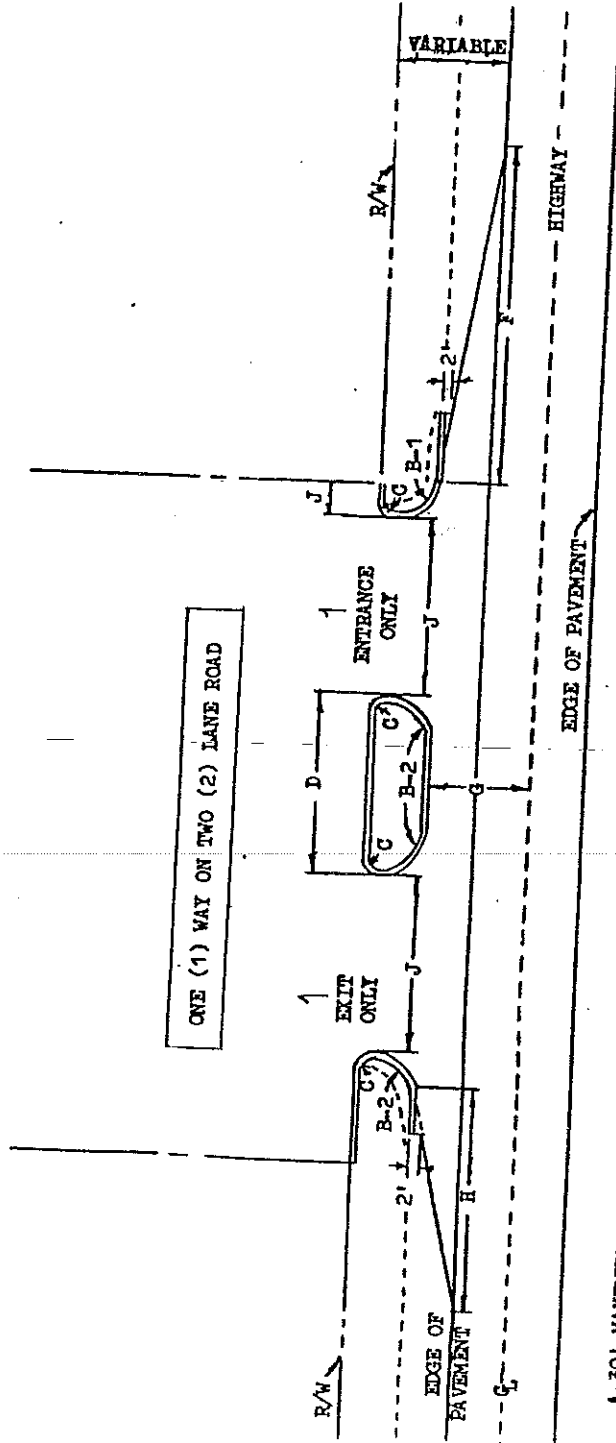 VARIABLE
R/W
HIGHWAY
F
2'
B-1
C
J
ENTRANCE
ONLY
J
ONE (1) WAY ON TWO (2) LANE ROAD
D
C
B-2
C
G
EDGE OF PAVEMENT
EXIT
ONLY
J
C
B-2
2'
H
R/W
EDGE OF
PAVEMENT